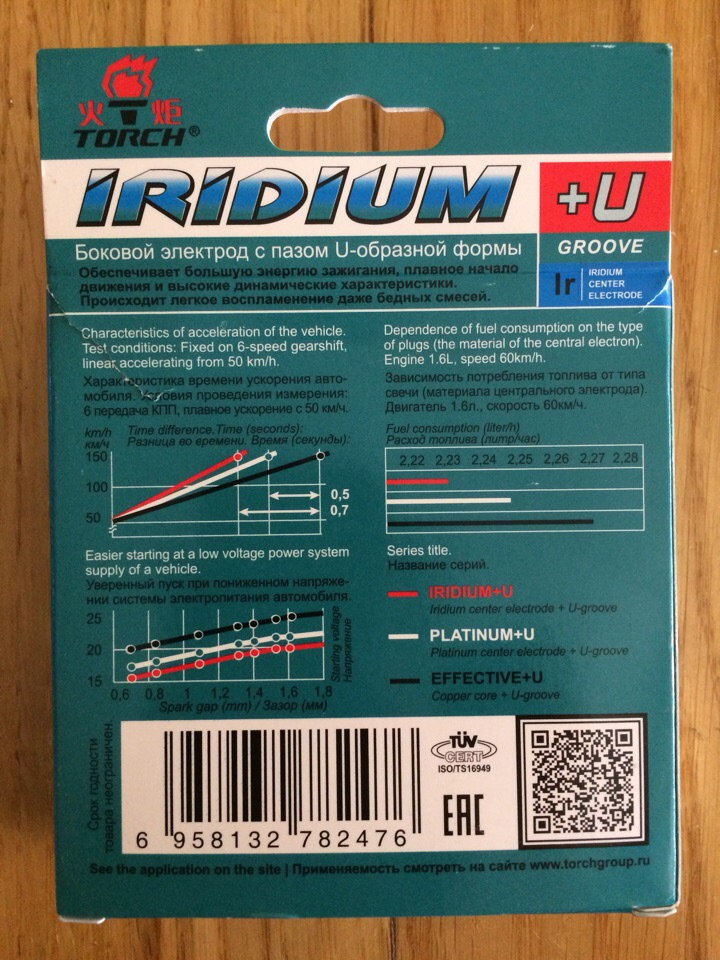 火 炬
TORCH®
IRIDIUM
+U
GROOVE
Ir
IRIDIUM
CENTER
ELECTRODE
Боковой электрод с пазом U-образной формы
Обеспечивает большую энергию зажигания, плавное начало
движения и высокие динамические характеристики.
Происходит легкое воспламенение даже бедных смесей.
Characteristics of acceleration of the vehicle.
Test conditions: Fixed on 6-speed gearshift,
linear accelerating from 50 km/h.
Характеристика времени ускорения авто-
мобиля. Условия проведения измерения:
6 передача КПП, плавное ускорение с 50 км/ч.
km/h
км/ч
Time difference.Time (seconds):
Разница во времени. Время (секунды):
150
100
50
0,5
0,7
Dependence of fuel consumption on the type
of plugs (the material of the central electron).
Engine 1.6L, speed 60km/h.
Зависимость потребления топлива от типа
свечи (материала центрального электрода).
Двигатель 1.6л., скорость 60км/ч.
Fuel consumption (liter/h)
Расход топлива (литр/час)
2,22 2,23 2,24 2,25 2,26 2,27 2,28
Easier starting at a low voltage power system
supply of a vehicle.
Уверенный пуск при пониженном напряже-
нии системы электропитания автомобиля.
25
20
15
0,6 0,8 1 1,2 1,4 1,6 1,8
Spark gap (mm) / Зазор (мм)
Starting voltage
Напряжение
Series title.
Название серий.
IRIDIUM+U
Iridium center electrode + U-groove
PLATINUM+U
Platinum center electrode + U-groove
EFFECTIVE+U
Copper core + U-groove
Срок годности
товара неограничен.
6 958132 782476
TÜV
CERT
ISO/TS16949
EAC
See the application on the site | Применяемость смотреть на сайте www.torchgroup.ru